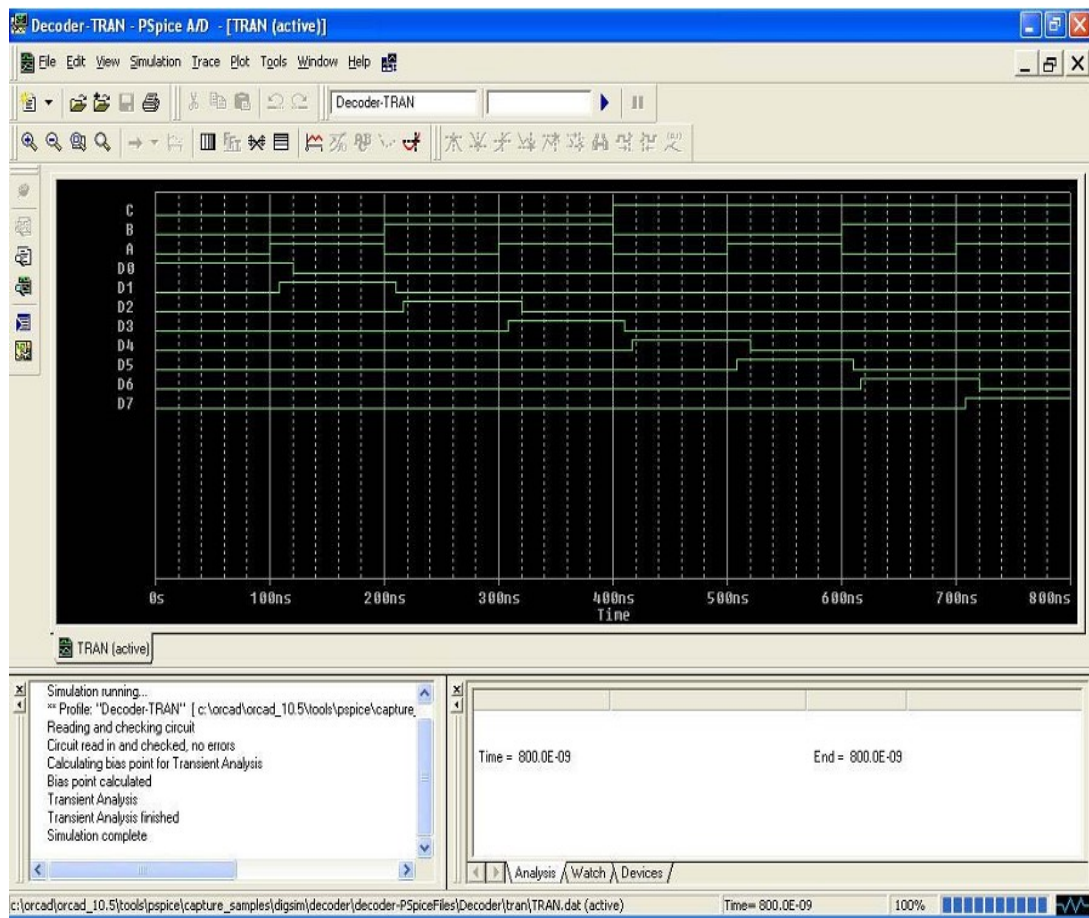 Decoder-TRAN - PSpice A/D - [TRAN (active)]
File Edit View Simulation Trace Plot Tools Window Help
Decoder-TRAN
C
B
A
D0
D1
D2
D3
D4
D5
D6
D7
0s 100ns 200ns 300ns 400ns 500ns 600ns 700ns 800ns
Time
TRAN (active)
Simulation running...
** Profile: "Decoder-TRAN" [ c:\orcad\orcad_10.5\tools\pspice\capture_
Reading and checking circuit
Circuit read in and checked, no errors
Calculating bias point for Transient Analysis
Bias point calculated
Transient Analysis
Transient Analysis finished
Simulation complete
Time = 800.0E-09 End = 800.0E-09
Analysis Watch Devices
c:\orcad\orcad_10.5\tools\pspice\capture_samples\digsim\decoder\decoder-PSpiceFiles\Decoder\tran\TRAN.dat (active) Time= 800.0E-09 100%